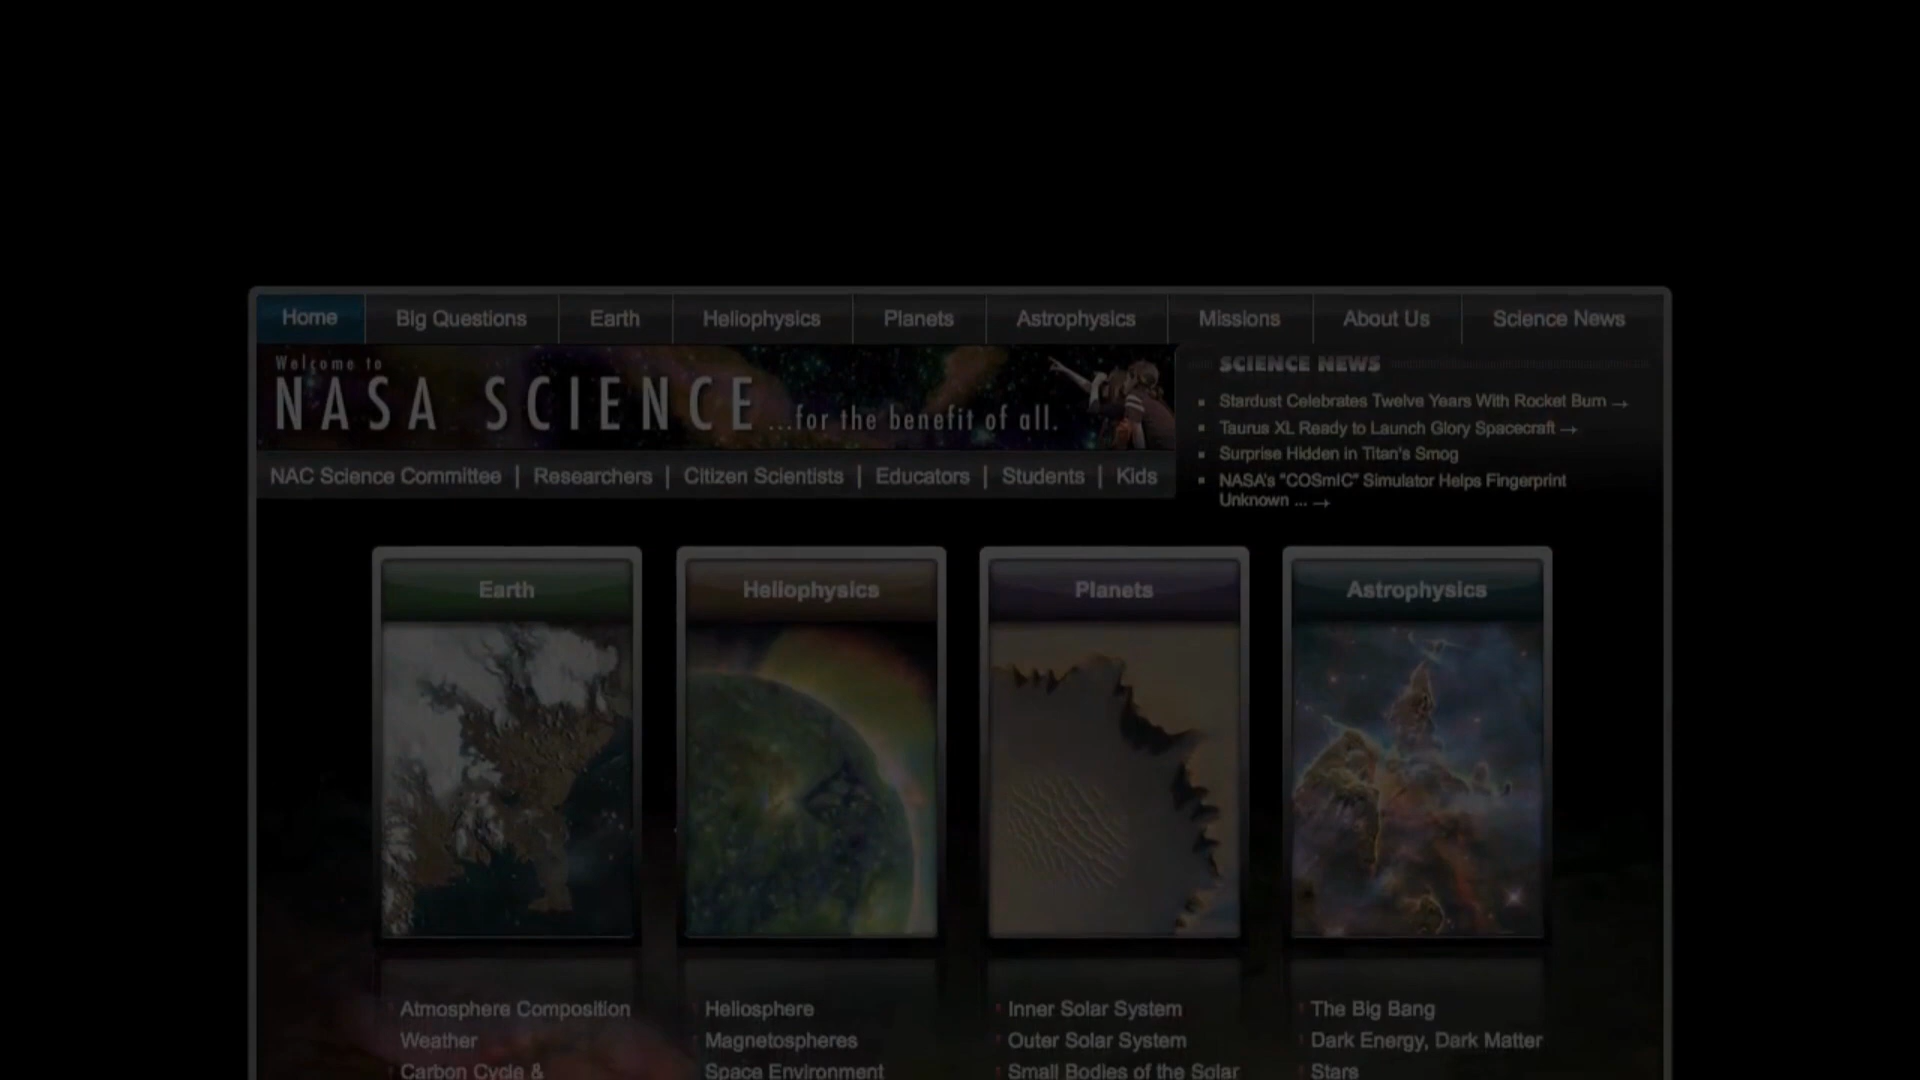 Home Big Questions Earth Heliophysics Planets Astrophysics Missions About Us Science News
Welcome to
NASA SCIENCE ...for the benefit of all.
NAC Science Committee | Researchers | Citizen Scientists | Educators | Students | Kids
SCIENCE NEWS
Stardust Celebrates Twelve Years With Rocket Burn →
Taurus XL Ready to Launch Glory Spacecraft →
Surprise Hidden in Titan's Smog
NASA's "COSmIC" Simulator Helps Fingerprint
Unknown ... →
Earth
Heliophysics
Planets
Astrophysics
Atmosphere Composition
Weather
Carbon Cycle &
Heliosphere
Magnetospheres
Space Environment
Inner Solar System
Outer Solar System
Small Bodies of the Solar
The Big Bang
Dark Energy, Dark Matter
Stars